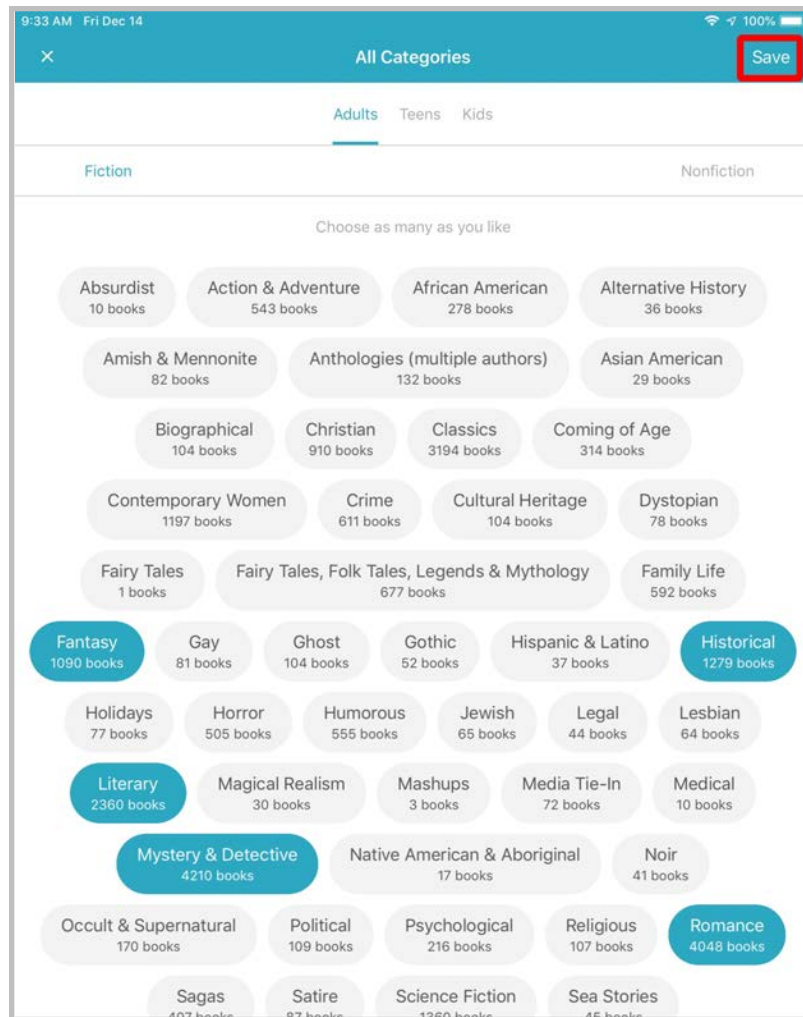 9:33 AM Fri Dec 14 100%
All Categories Save
Adults Teens Kids
Fiction Nonfiction
Choose as many as you like
Absurdist Action & Adventure African American Alternative History
10 books 543 books 278 books 36 books
Amish & Mennonite Anthologies (multiple authors) Asian American
82 books 132 books 29 books
Biographical Christian Classics Coming of Age
104 books 910 books 3194 books 314 books
Contemporary Women Crime Cultural Heritage Dystopian
1197 books 611 books 104 books 78 books
Fairy Tales Fairy Tales, Folk Tales, Legends & Mythology Family Life
1 books 677 books 592 books
Fantasy Gay Ghost Gothic Hispanic & Latino Historical
1090 books 81 books 104 books 52 books 37 books 1279 books
Holidays Horror Humorous Jewish Legal Lesbian
77 books 505 books 555 books 65 books 44 books 64 books
Literary Magical Realism Mashups Media Tie-In Medical
2360 books 30 books 3 books 72 books 10 books
Mystery & Detective Native American & Aboriginal Noir
4210 books 17 books 41 books
Occult & Supernatural Political Psychological Religious Romance
170 books 109 books 216 books 107 books 4048 books
Sagas Satire Science Fiction Sea Stories
407 books 87 books 1360 books 45 books